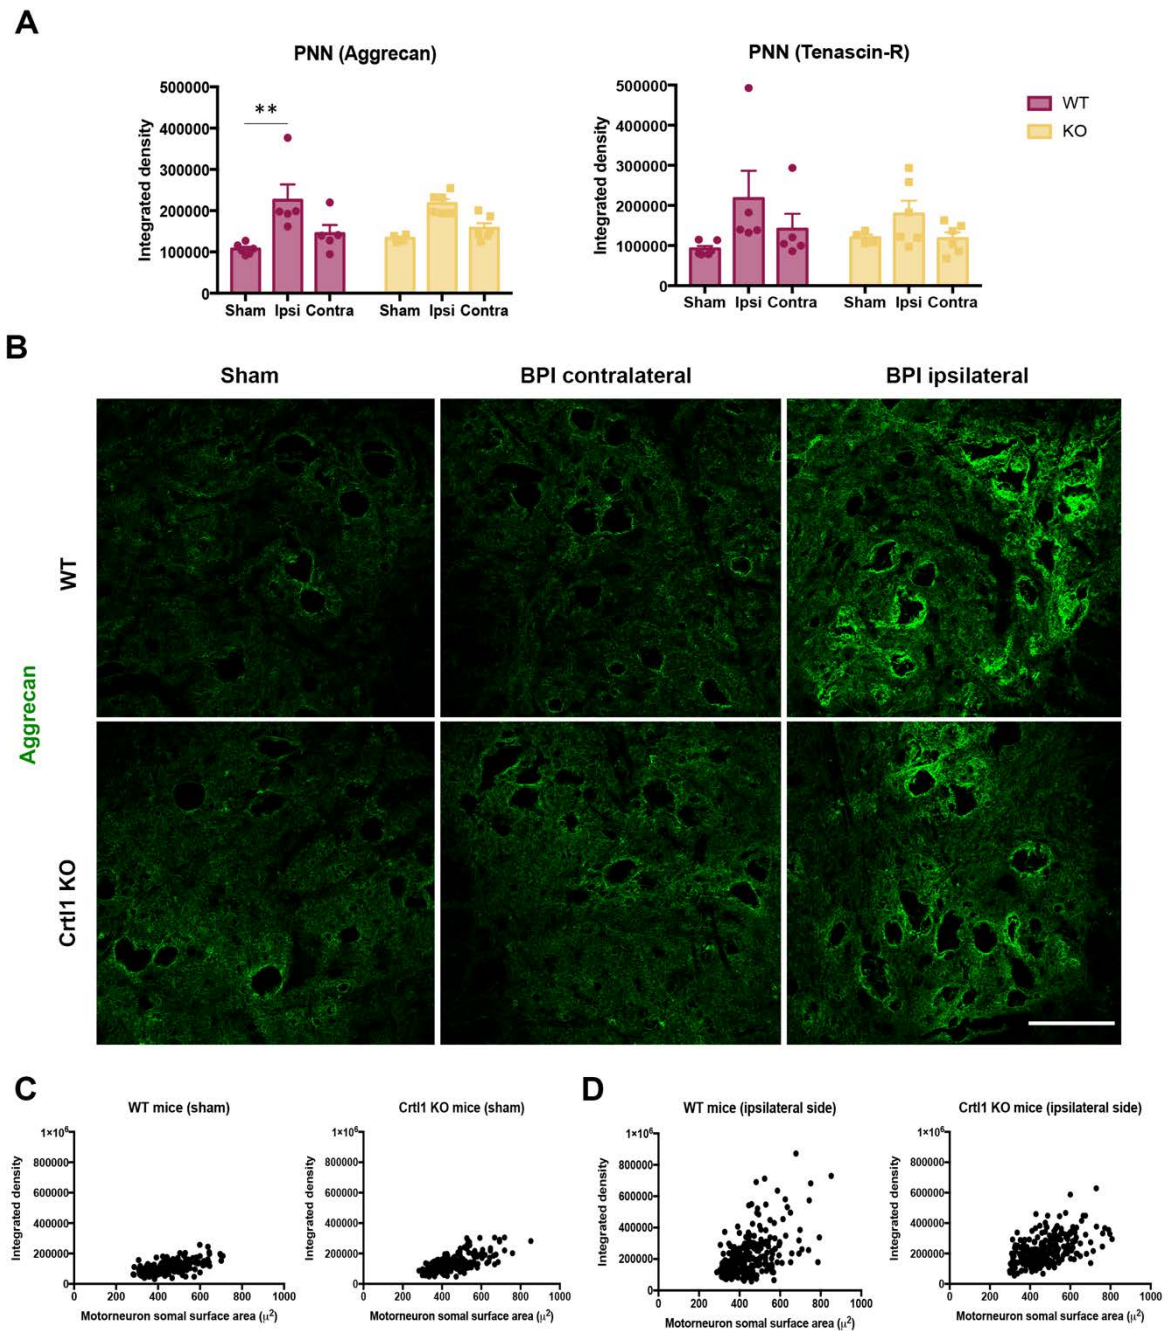 A
PNN (Aggrecan)
Integrated density
500000
400000
300000
200000
100000
0
**
Sham Ipsi Contra
Sham Ipsi Contra
PNN (Tenascin-R)
Integrated density
500000
400000
300000
200000
100000
0
Sham Ipsi Contra
Sham Ipsi Contra
WT
KO
B
Sham
BPI contralateral
BPI ipsilateral
Aggrecan
WT
Crtl1 KO
C
WT mice (sham)
Integrated density
1×10⁶
800000
600000
400000
200000
0
0 200 400 600 800 1000
Motorneuron somal surface area (μ²)
Crtl1 KO mice (sham)
Integrated density
1×10⁶
800000
600000
400000
200000
0
0 200 400 600 800 1000
Motorneuron somal surface area (μ²)
D
WT mice (ipsilateral side)
Integrated density
1×10⁶
800000
600000
400000
200000
0
0 200 400 600 800 1000
Motorneuron somal surface area (μ²)
Crtl1 KO mice (ipsilateral side)
Integrated density
1×10⁶
800000
600000
400000
200000
0
0 200 400 600 800 1000
Motorneuron somal surface area (μ²)